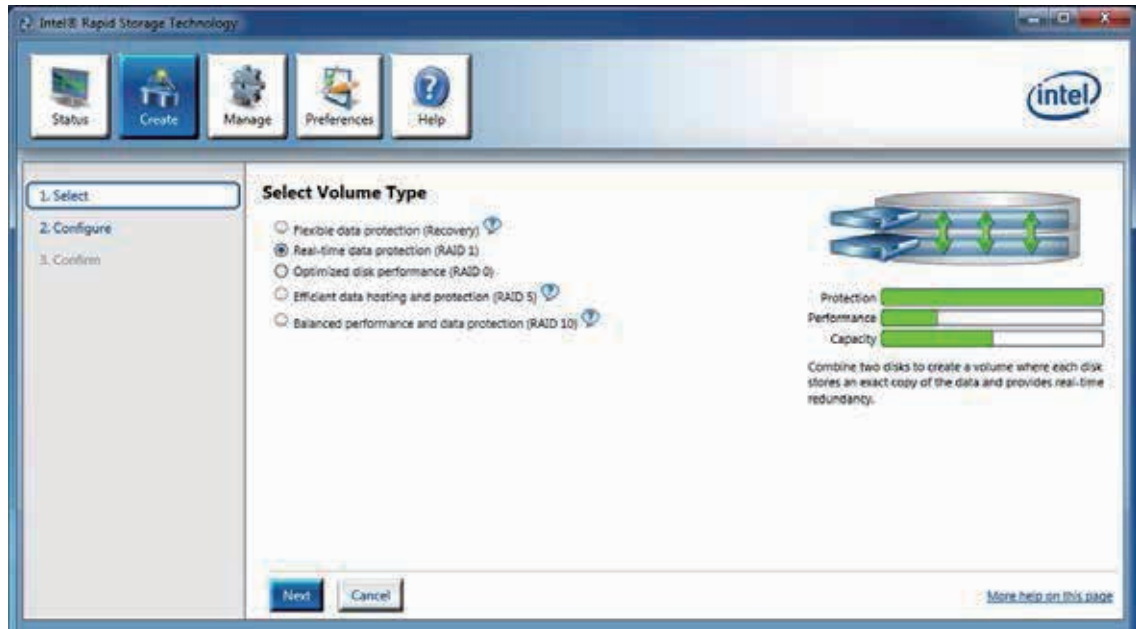 Intel® Rapid Storage Technology
Status
Create
Manage
Preferences
Help
intel
1. Select
2. Configure
3. Confirm
Select Volume Type
Flexible data protection (Recovery)
Real-time data protection (RAID 1)
Optimized disk performance (RAID 0)
Efficient data hosting and protection (RAID 5)
Balanced performance and data protection (RAID 10)
Protection
Performance
Capacity
Combine two disks to create a volume where each disk
stores an exact copy of the data and provides real-time
redundancy.
Next
Cancel
More help on this page